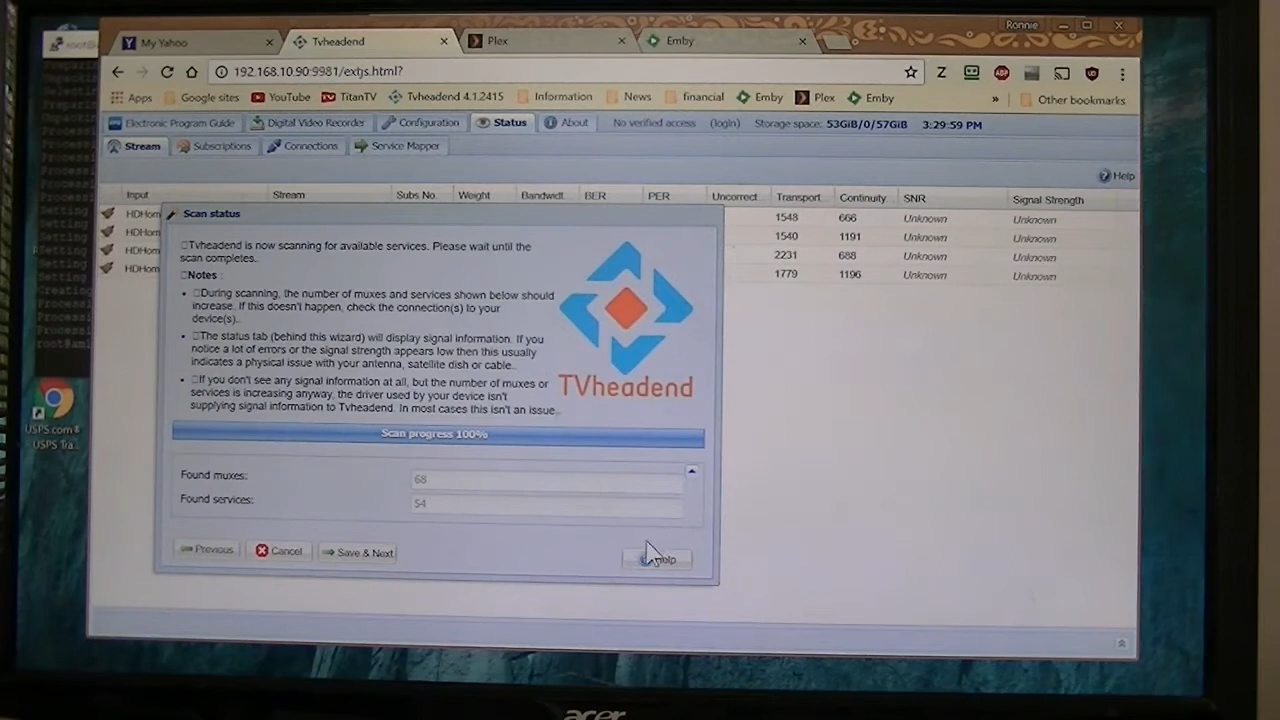 Ronnie
My Yahoo
Tvheadend
Plex
Emby
192.168.10.90:9981/extjs.html?
Apps Google sites YouTube TitanTV Tvheadend 4.1.2415 Information News financial Emby Plex Emby » Other bookmarks
Electronic Program Guide Digital Video Recorder Configuration Status About No verified access (login) Storage space: 53GiB/0/57GiB 3:29:59 PM
Stream Subscriptions Connections Service Mapper
Help
Input Stream Subs No. Weight Bandwidt. BER PER Uncorrect Transport.. Continuity.. SNR Signal Strength
HDHom 1548 666 Unknown Unknown
HDHom 1540 1191 Unknown Unknown
HDHom 2231 688 Unknown Unknown
HDHom 1779 1196 Unknown Unknown
Scan status
Tvheadend is now scanning for available services. Please wait until the
scan completes.
Notes :
• During scanning, the number of muxes and services shown below should
increase. If this doesn't happen, check the connection(s) to your
device(s).
• The status tab (behind this wizard) will display signal information. If you
notice a lot of errors or the signal strength appears low then this usually
indicates a physical issue with your antenna, satellite dish or cable.
• If you don't see any signal information at all, but the number of muxes or
services is increasing anyway, the driver used by your device isn't
supplying signal information to Tvheadend. In most cases this isn't an issue.
TVheadend
Scan progress 100%
Found muxes: 68
Found services: 54
Previous Cancel Save & Next
USPS.com®
- USPS Tra...
acer